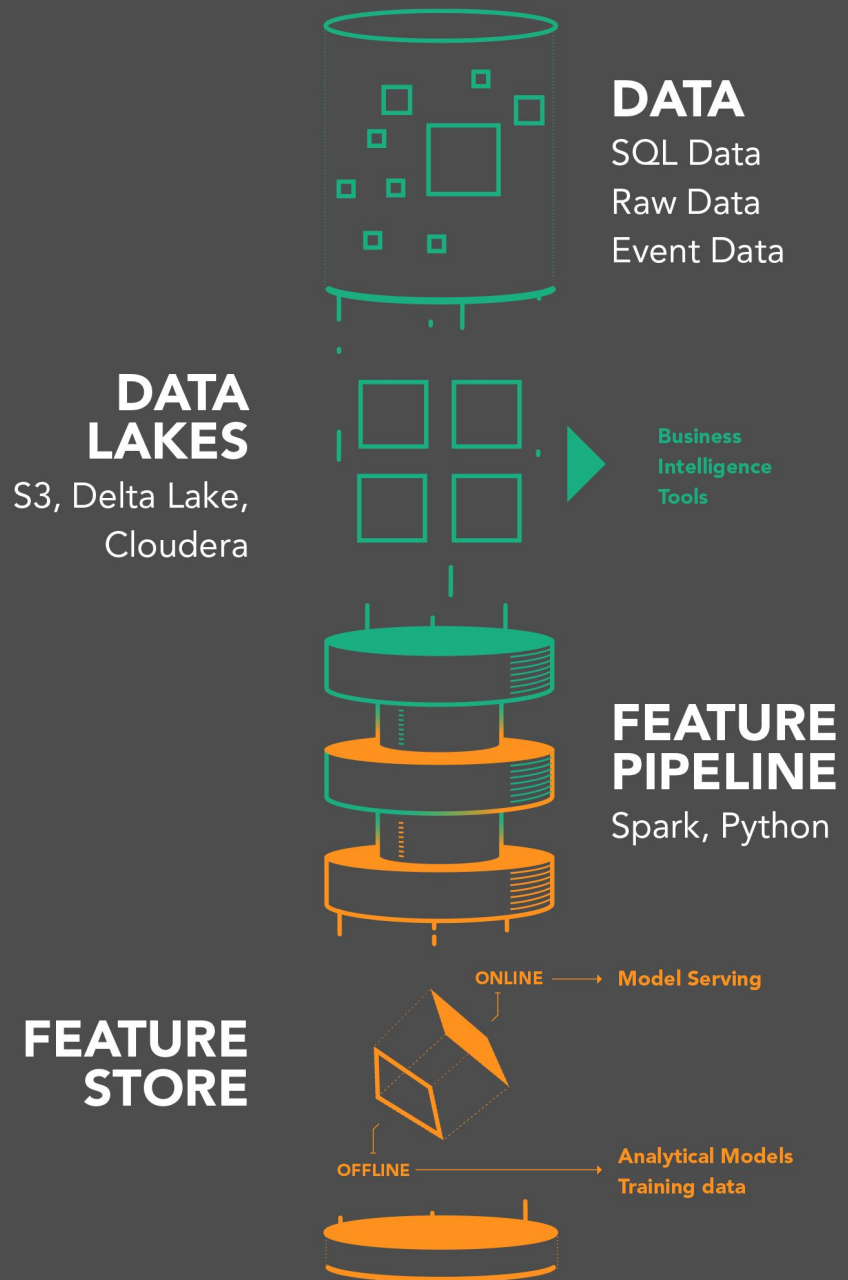 DATA
SQL Data
Raw Data
Event Data
DATA
LAKES
S3, Delta Lake,
Cloudera
Business
Intelligence
Tools
FEATURE
PIPELINE
Spark, Python
ONLINE
Model Serving
FEATURE
STORE
OFFLINE
Analytical Models
Training data